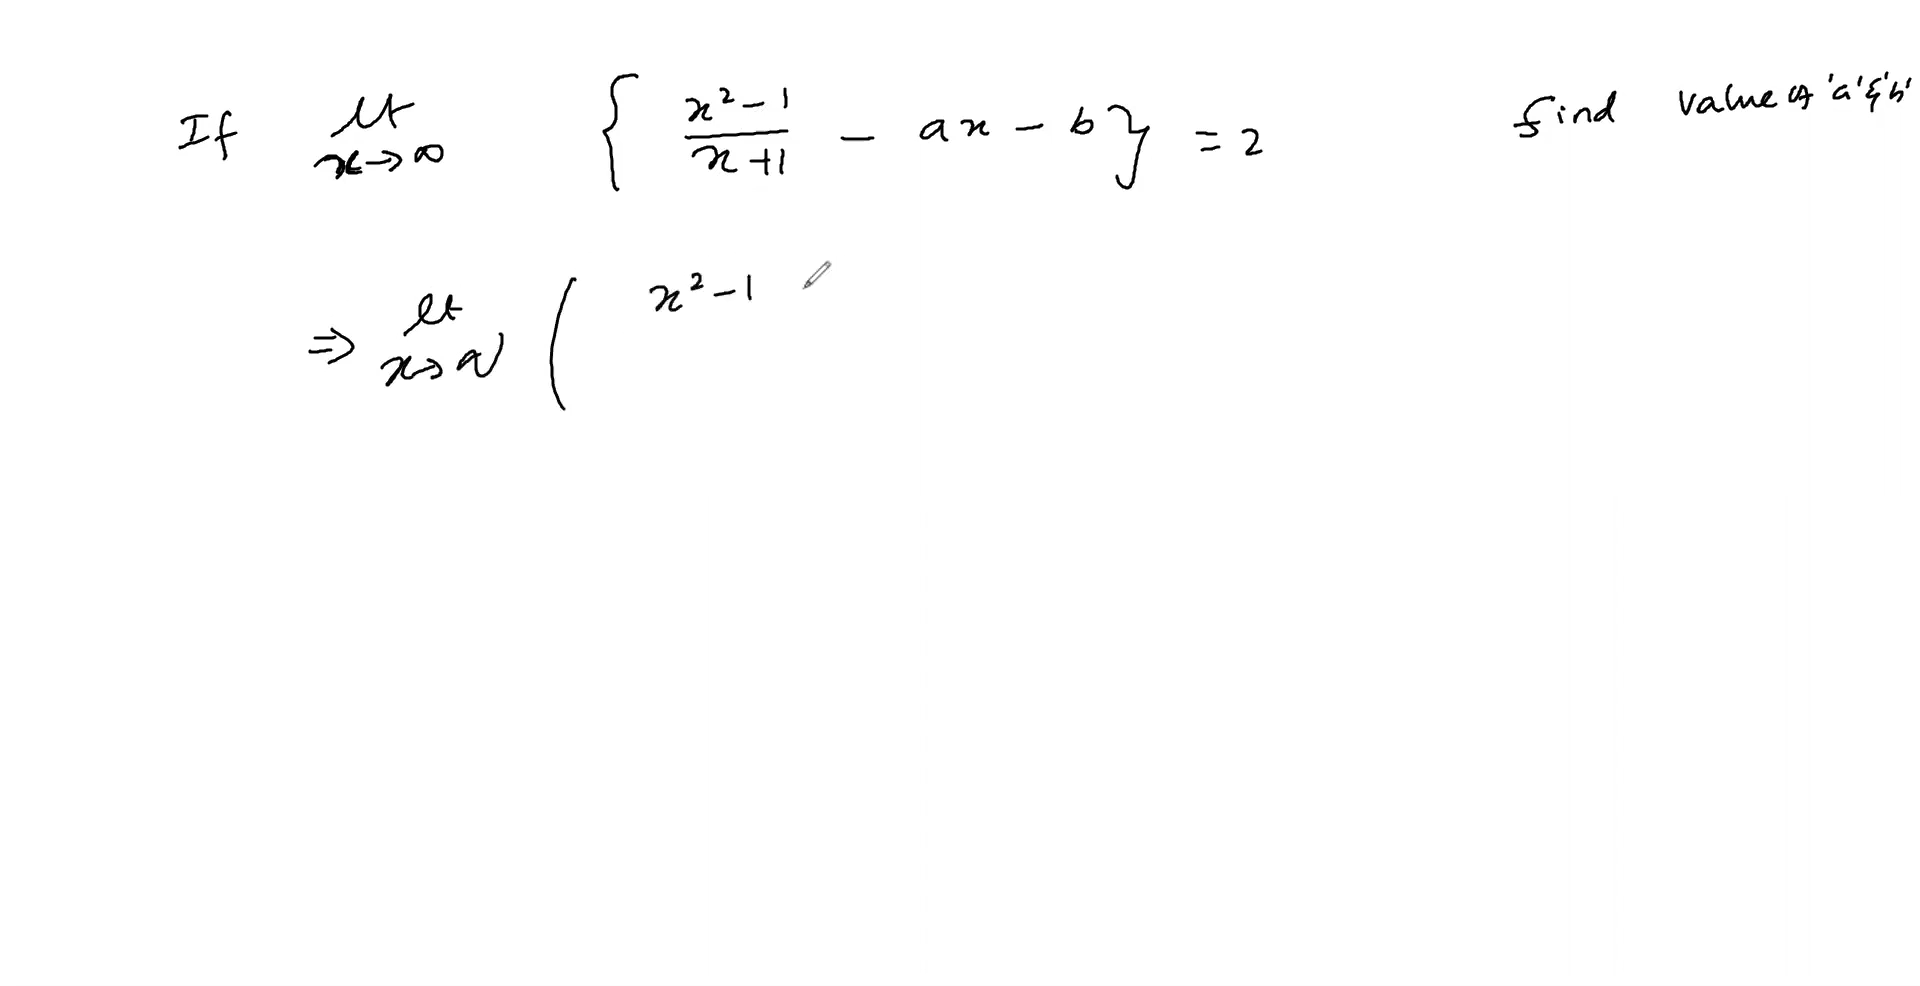 If lt x→∞ { x²-1 / x+1 - ax - b } = 2 find value of 'a' & 'b'
⇒ lt x→∞ ( x²-1